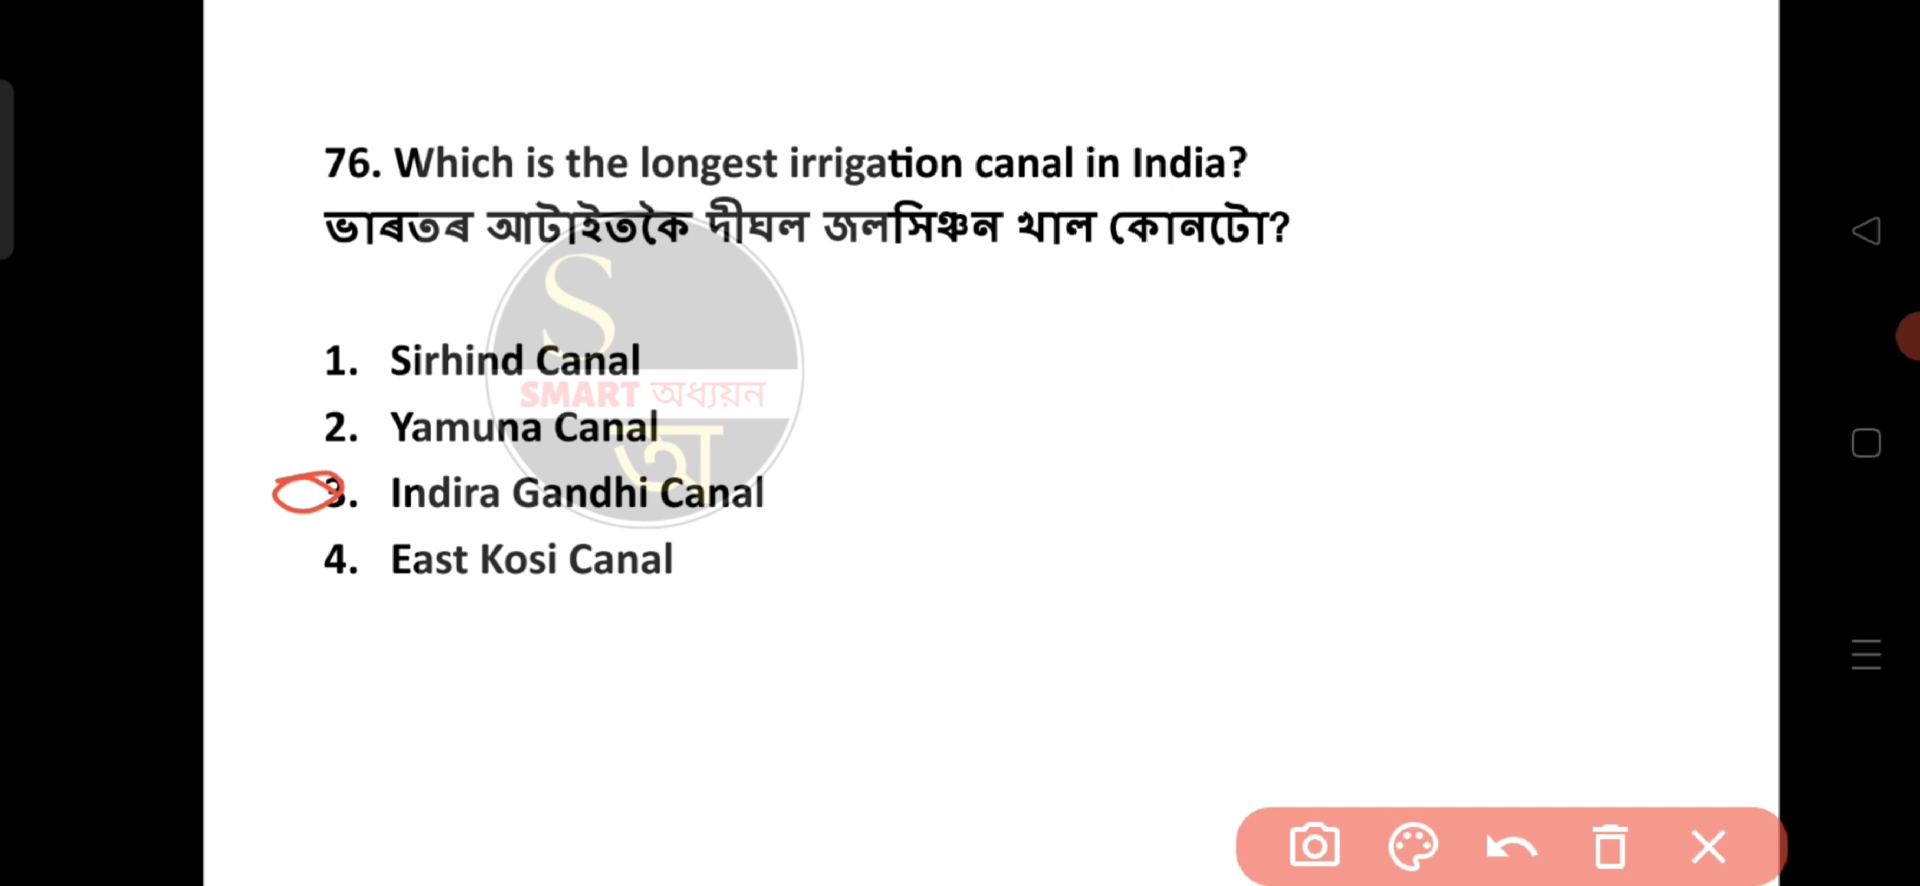 76. Which is the longest irrigation canal in India?
ভাৰতৰ আটাইতকৈ দীঘল জলসিঞ্চন খাল কোনটো?
S
1. Sirhind Canal
SMART অধ্যয়ন
2. Yamuna Canal
অ
3. Indira Gandhi Canal
4. East Kosi Canal